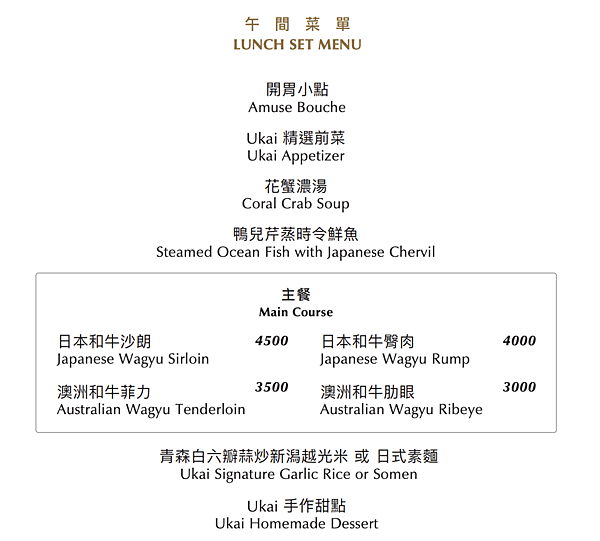 午間菜單
LUNCH SET MENU
開胃小點
Amuse Bouche
Ukai 精選前菜
Ukai Appetizer
花蟹濃湯
Coral Crab Soup
鴨兒芹蒸時令鮮魚
Steamed Ocean Fish with Japanese Chervil
主餐
Main Course
日本和牛沙朗 4500
Japanese Wagyu Sirloin
日本和牛臀肉 4000
Japanese Wagyu Rump
澳洲和牛菲力 3500
Australian Wagyu Tenderloin
澳洲和牛肋眼 3000
Australian Wagyu Ribeye
青森白六瓣蒜炒新潟越光米 或 日式素麵
Ukai Signature Garlic Rice or Somen
Ukai 手作甜點
Ukai Homemade Dessert